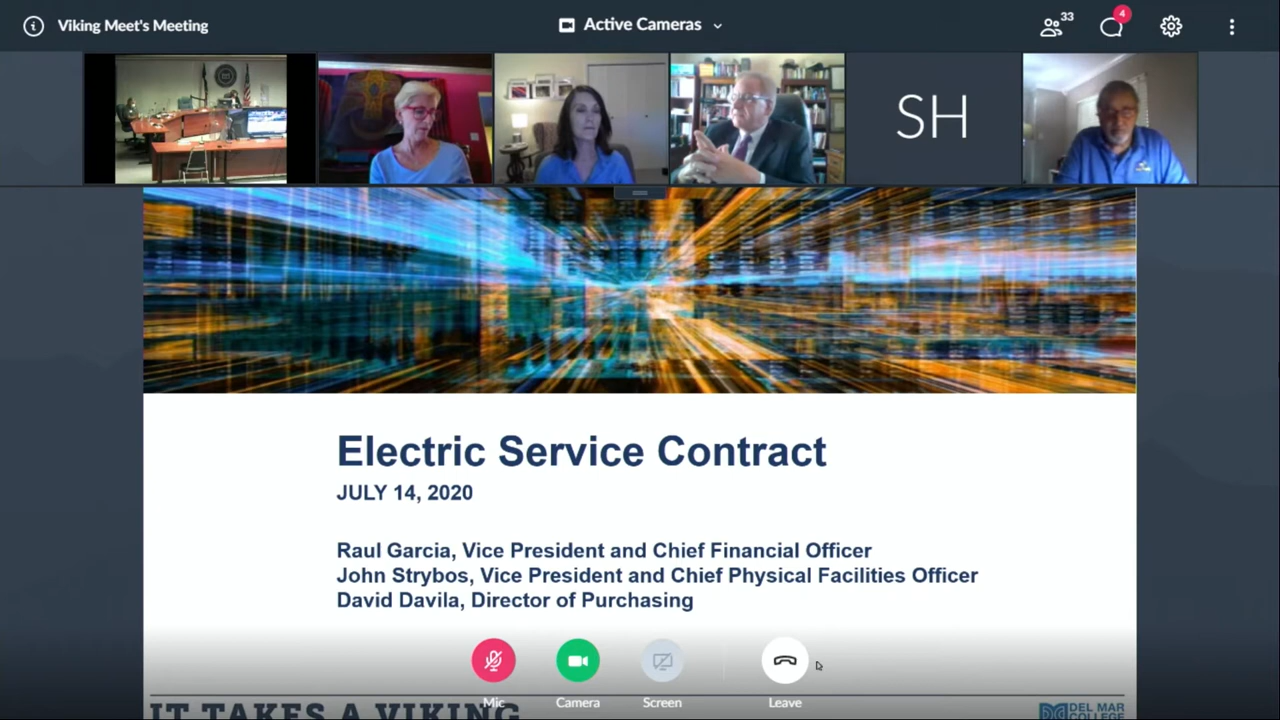 Viking Meet's Meeting
Active Cameras
33
4
SH
Electric Service Contract
JULY 14, 2020
Raul Garcia, Vice President and Chief Financial Officer
John Strybos, Vice President and Chief Physical Facilities Officer
David Davila, Director of Purchasing
Mic
Camera
Screen
Leave
IT TAKES A VIKING
DEL MAR
COLLEGE